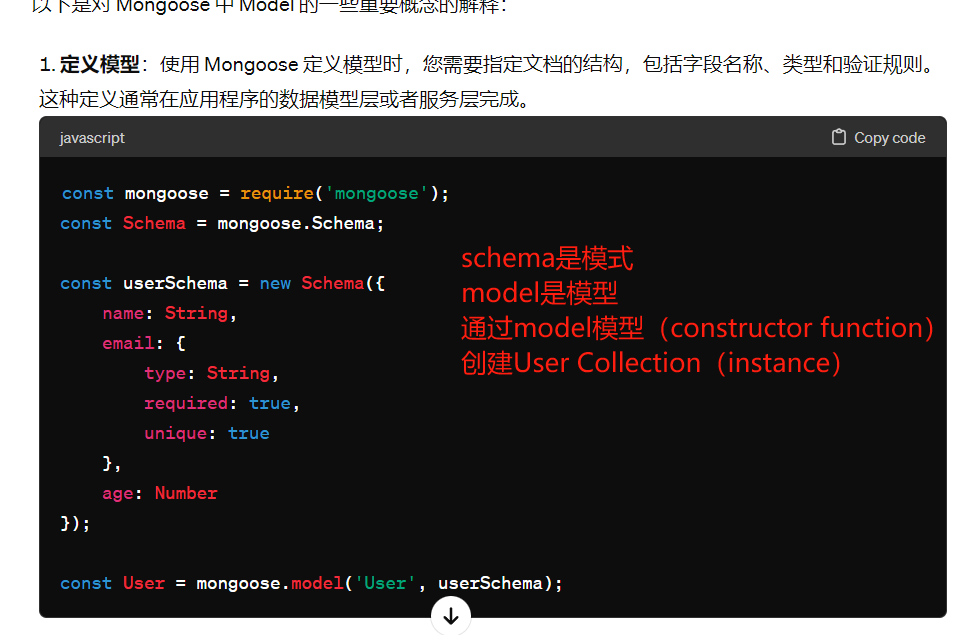 以下是对 Mongoose 中 Model 的一些重要概念的解释：
1. 定义模型：使用 Mongoose 定义模型时，您需要指定文档的结构，包括字段名称、类型和验证规则。
这种定义通常在应用程序的数据模型层或者服务层完成。
javascript
Copy code
const mongoose = require('mongoose');
const Schema = mongoose.Schema;
schema是模式
const userSchema = new Schema({
model是模型
name: String,
通过model模型（constructor function）
email: {
创建User Collection（instance）
type: String,
required: true,
unique: true
},
age: Number
});
const User = mongoose.model('User', userSchema);